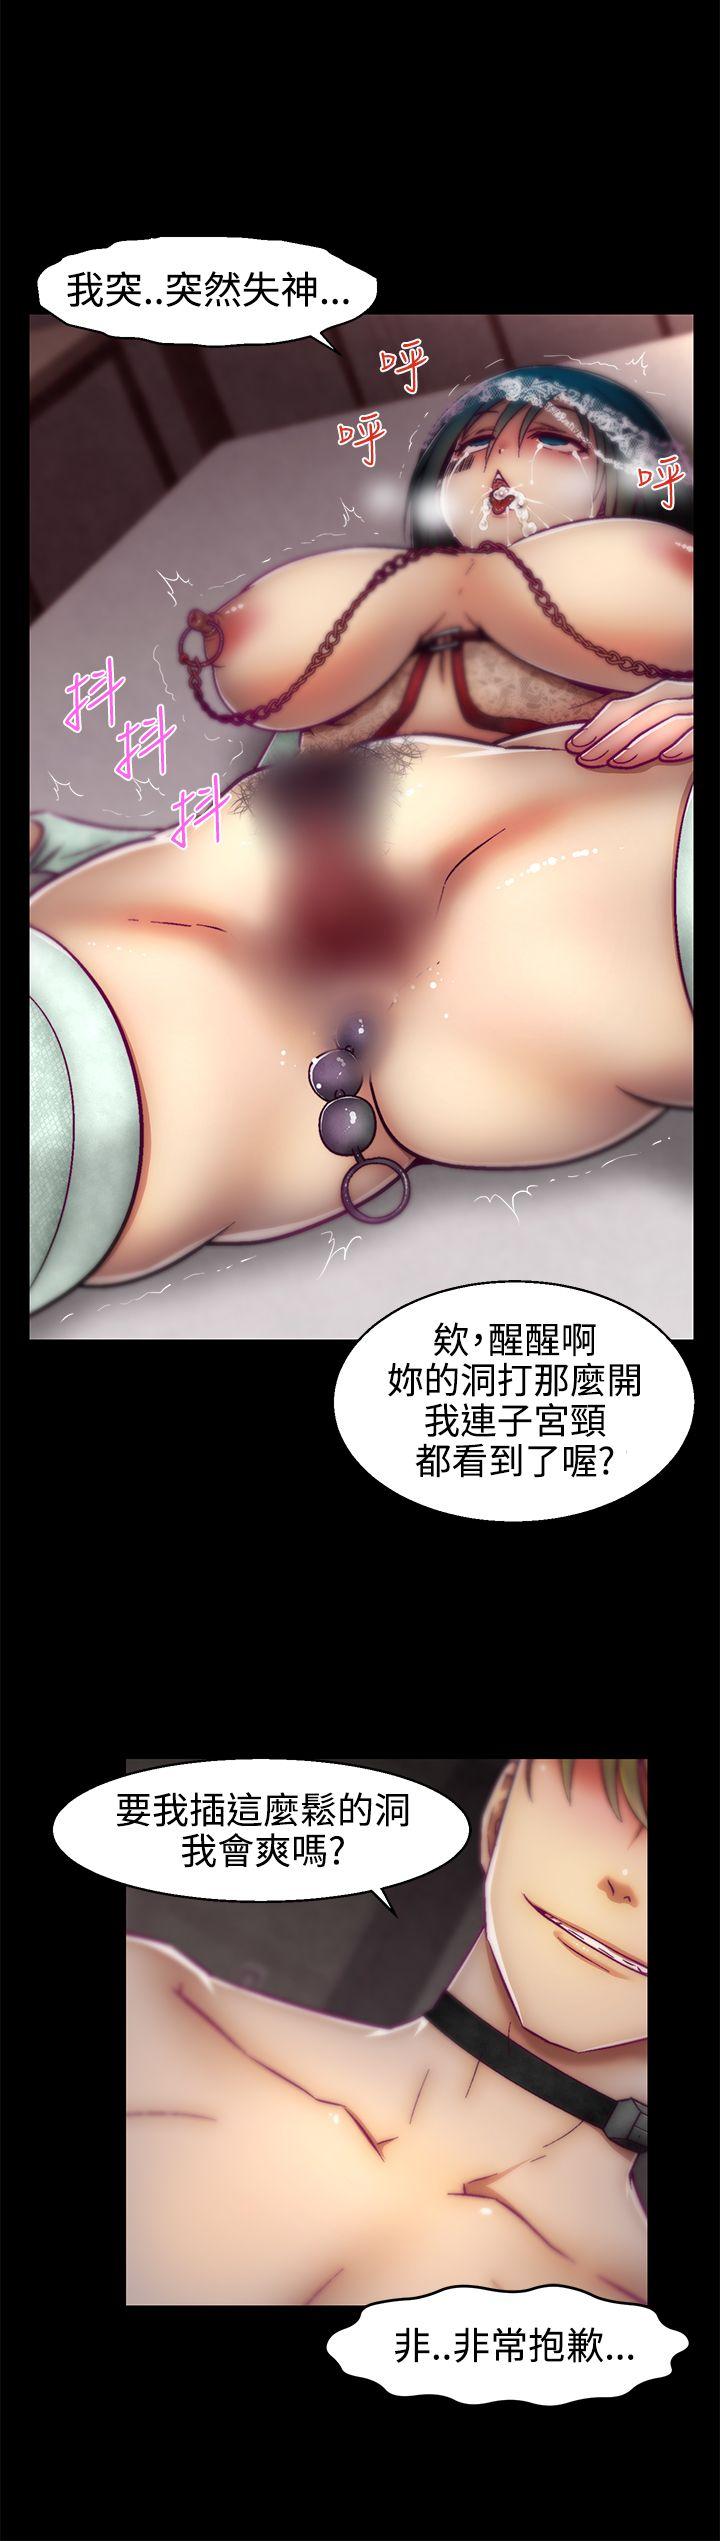 我突..突然失神...
呼
呼
呼
抖
抖
抖
欸，醒醒啊
妳的洞打那麼開
我連子宮頸
都看到了喔?
要我插這麼鬆的洞
我會爽嗎?
非..非常抱歉...